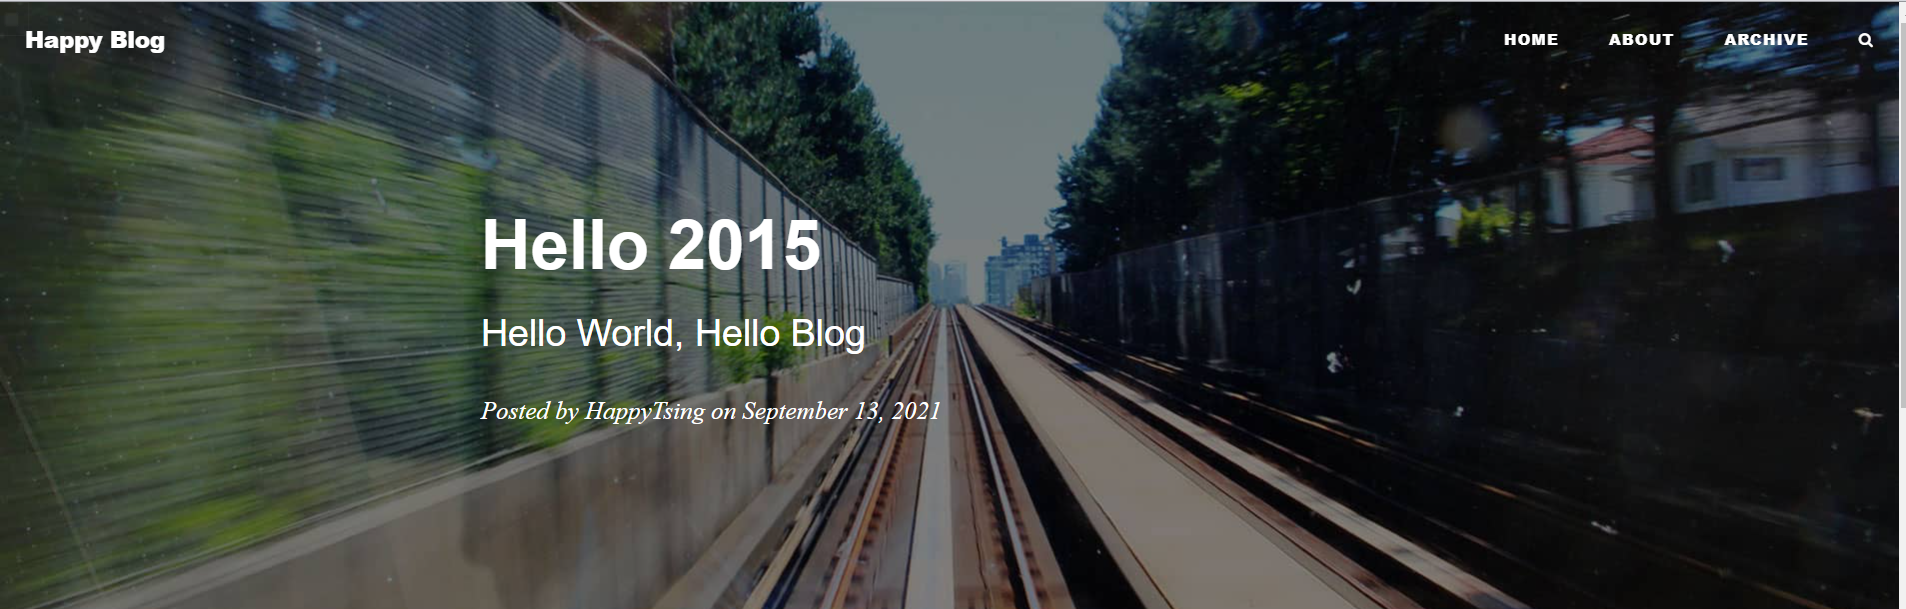 Happy Blog
HOME ABOUT ARCHIVE
Hello 2015
Hello World, Hello Blog
Posted by HappyTsing on September 13, 2021